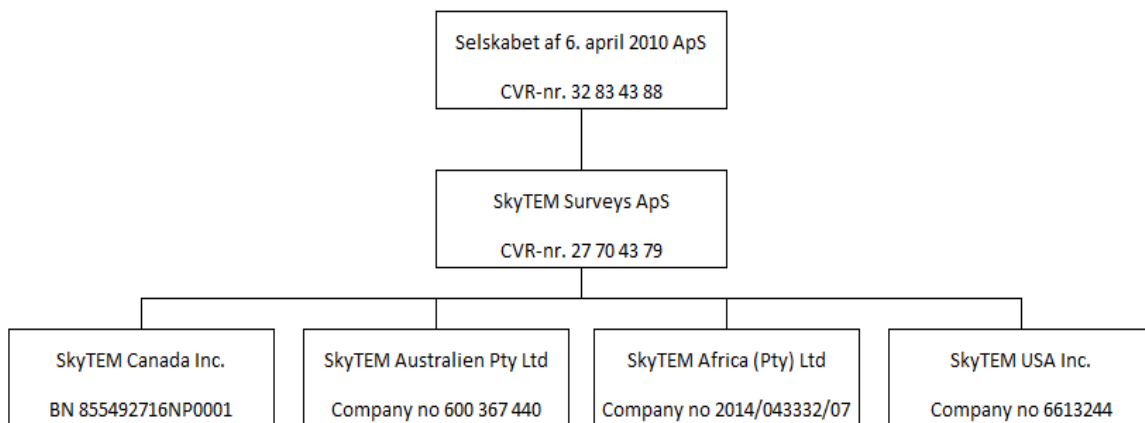 Selskabet af 6. april 2010 ApS
CVR-nr. 32 83 43 88
SkyTEM Surveys ApS
CVR-nr. 27 70 43 79
SkyTEM Canada Inc.
BN 855492716NP0001
SkyTEM Australien Pty Ltd
Company no 600 367 440
SkyTEM Africa (Pty) Ltd
Company no 2014/043332/07
SkyTEM USA Inc.
Company no 6613244